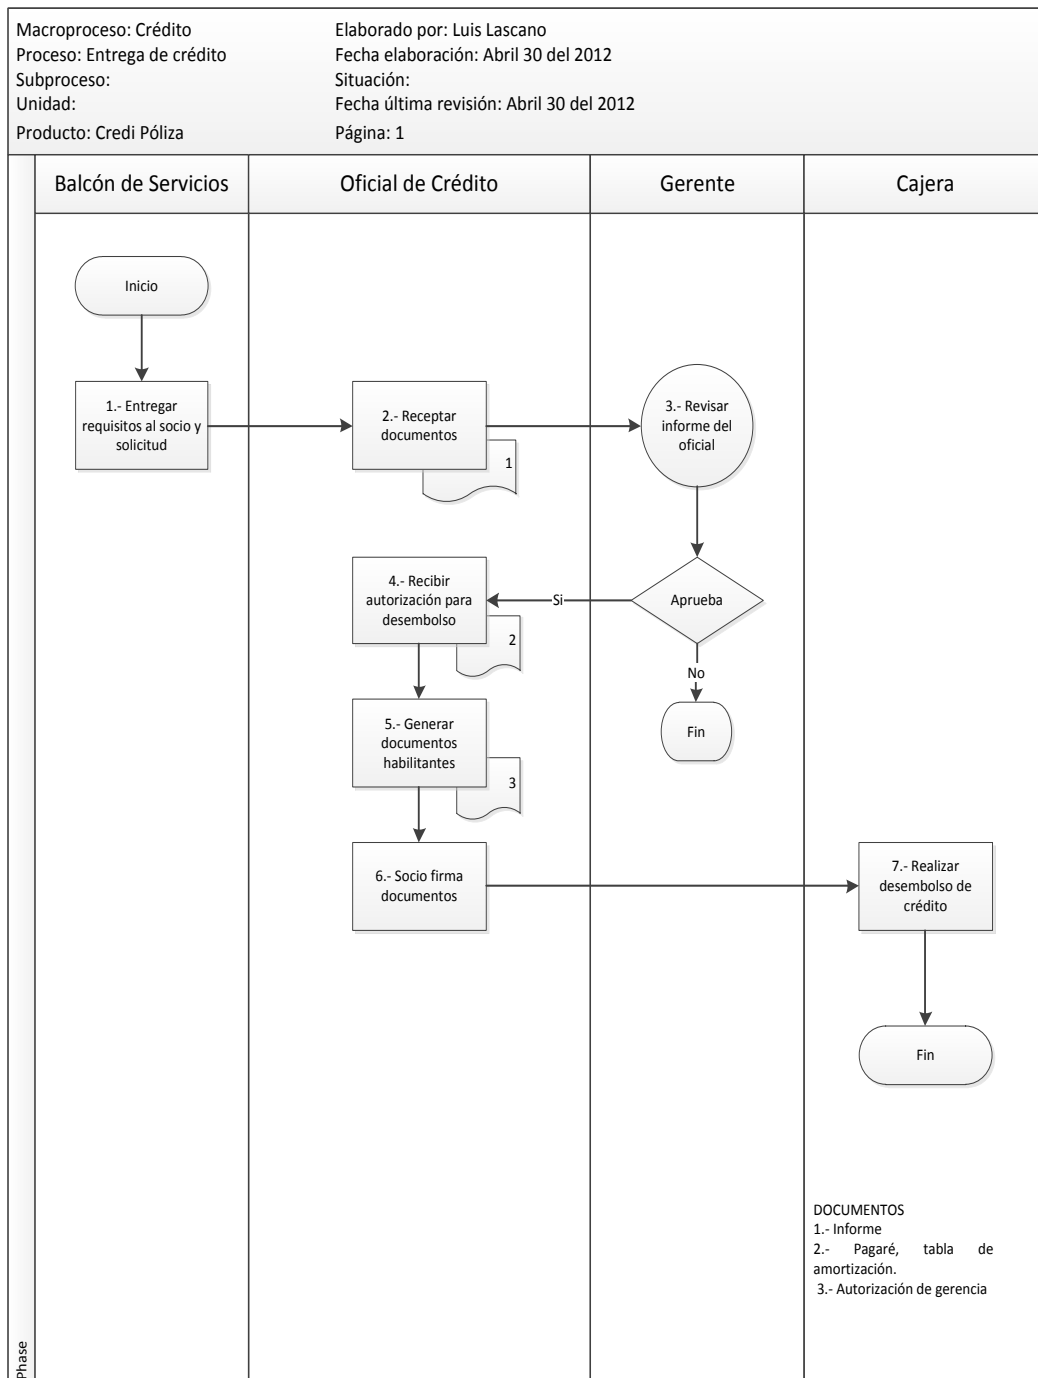 Macroproceso: Crédito
Elaborado por: Luis Lascano
Proceso: Entrega de crédito
Fecha elaboración: Abril 30 del 2012
Subproceso:
Situación:
Unidad:
Fecha última revisión: Abril 30 del 2012
Producto: Credi Póliza
Página: 1
Balcón de Servicios
Oficial de Crédito
Gerente
Cajera
Inicio
1.- Entregar
requisitos al socio y
solicitud
2.- Receptar
documentos
1
3.- Revisar
informe del
oficial
4.- Recibir
autorización para
desembolso
2
Si
Aprueba
No
Fin
5.- Generar
documentos
habilitantes
3
6.- Socio firma
documentos
7.- Realizar
desembolso de
crédito
Fin
DOCUMENTOS
1.- Informe
2.- Pagaré, tabla de
amortización.
3.- Autorización de gerencia
Phase